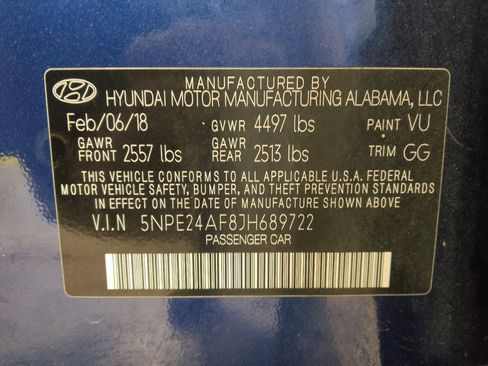 MANUFACTURED BY
HYUNDAI MOTOR MANUFACTURING ALABAMA, LLC
Feb/06/18 GVWR 4497 lbs PAINT VU
GAWR FRONT 2557 lbs GAWR REAR 2513 lbs TRIM GG
THIS VEHICLE CONFORMS TO ALL APPLICABLE U.S.A. FEDERAL
MOTOR VEHICLE SAFETY, BUMPER, AND THEFT PREVENTION STANDARDS
IN EFFECT ON THE DATE OF MANUFACTURE SHOWN ABOVE.
V.I.N 5NPE24AF8JH689722
PASSENGER CAR